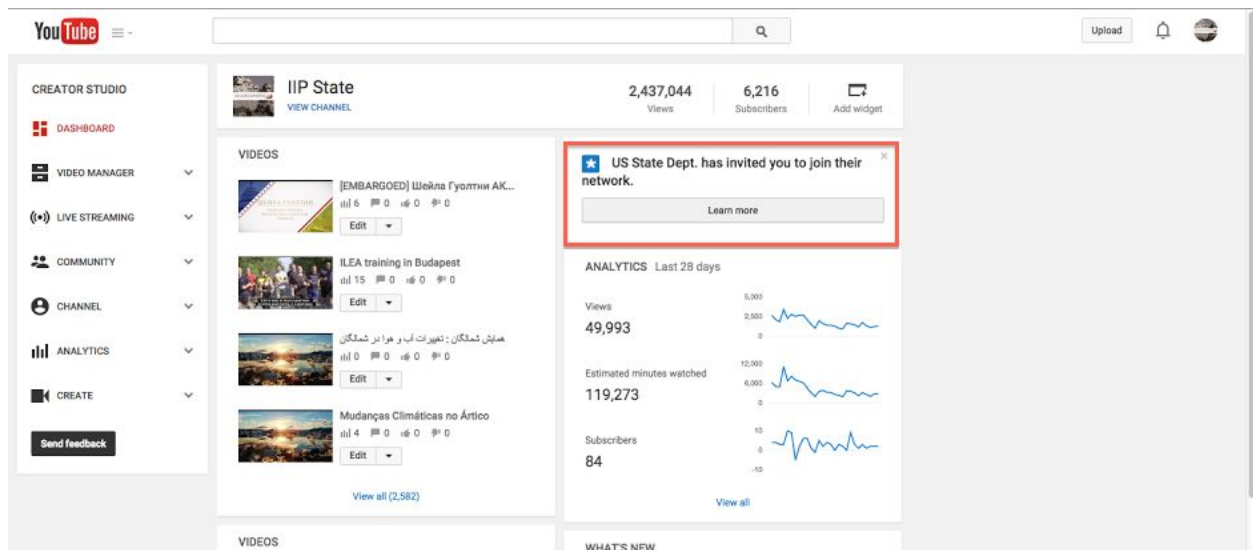 YouTube
Upload
CREATOR STUDIO
DASHBOARD
VIDEO MANAGER
LIVE STREAMING
COMMUNITY
CHANNEL
ANALYTICS
CREATE
Send feedback
IIP State
VIEW CHANNEL
2,437,044
Views
6,216
Subscribers
Add widget
VIDEOS
[EMBARGOED] Шейла Гуолтни АК...
6 0 0 0
Edit
ILEA training in Budapest
15 0 0 0
Edit
همایش شمالگان : تغییرات آب و هوا در شمالگان
0 0 0 0
Edit
Mudanças Climáticas no Ártico
4 0 0 0
Edit
View all (2,582)
VIDEOS
US State Dept. has invited you to join their
network.
Learn more
ANALYTICS Last 28 days
Views
49,993
5,000
2,500
0
Estimated minutes watched
119,273
12,000
6,000
0
Subscribers
84
10
0
-10
View all
WHAT'S NEW